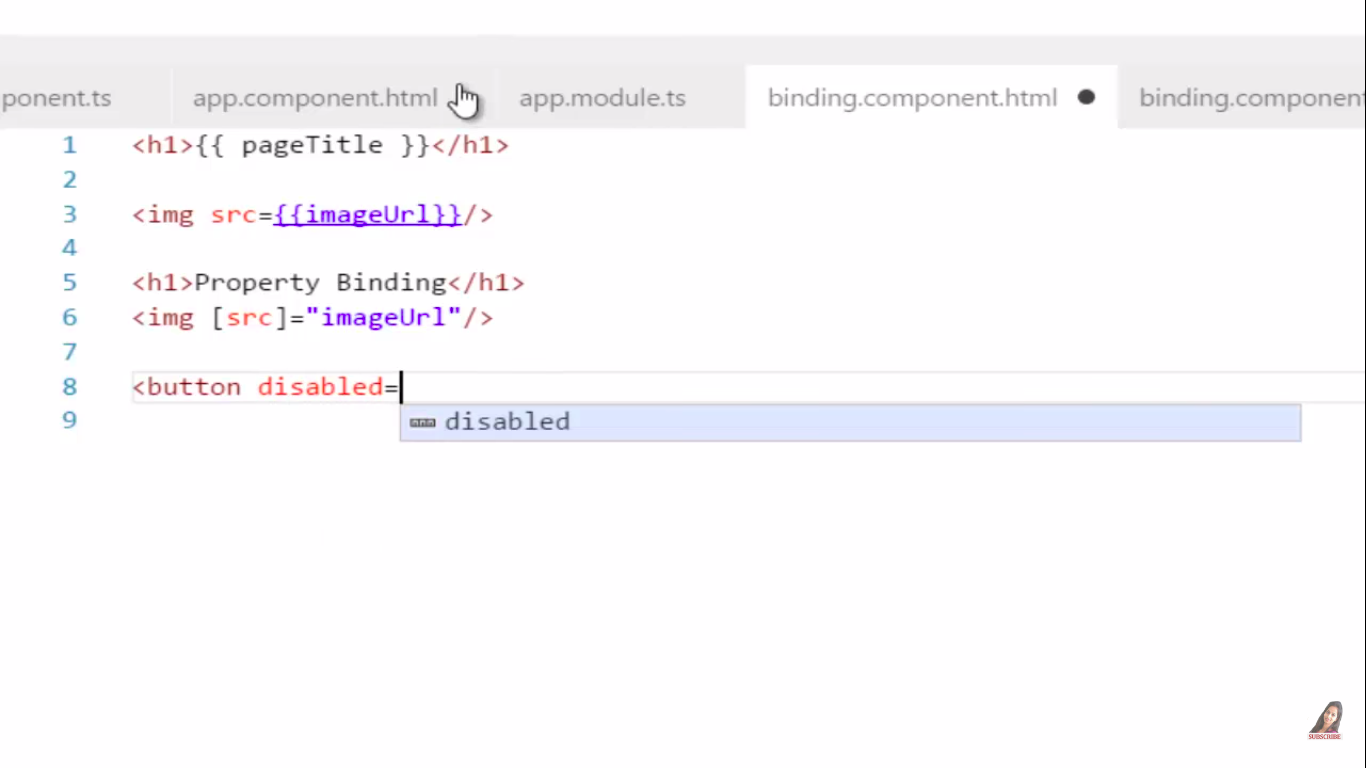 ponent.ts app.component.html app.module.ts binding.component.html binding.component
1 <h1>{{ pageTitle }}</h1>
2
3 <img src={{imageUrl}}/>
4
5 <h1>Property Binding</h1>
6 <img [src]="imageUrl"/>
7
8 <button disabled=
disabled
9
SUBSCRIBE